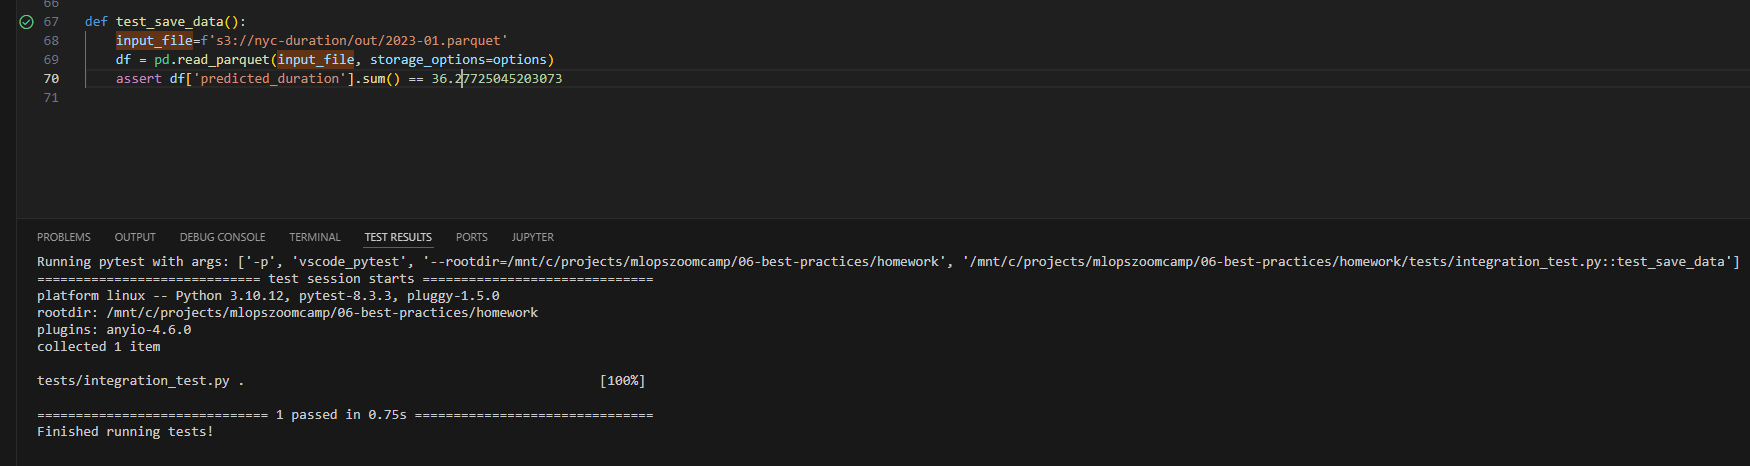 66
67 def test_save_data():
68 input_file=f's3://nyc-duration/out/2023-01.parquet'
69 df = pd.read_parquet(input_file, storage_options=options)
70 assert df['predicted_duration'].sum() == 36.27725045203073
71
PROBLEMS OUTPUT DEBUG CONSOLE TERMINAL TEST RESULTS PORTS JUPYTER
Running pytest with args: ['-p', 'vscode_pytest', '--rootdir=/mnt/c/projects/mlopszoomcamp/06-best-practices/homework', '/mnt/c/projects/mlopszoomcamp/06-best-practices/homework/tests/integration_test.py::test_save_data']
============================= test session starts ==============================
platform linux -- Python 3.10.12, pytest-8.3.3, pluggy-1.5.0
rootdir: /mnt/c/projects/mlopszoomcamp/06-best-practices/homework
plugins: anyio-4.6.0
collected 1 item
tests/integration_test.py . [100%]
============================== 1 passed in 0.75s ===============================
Finished running tests!